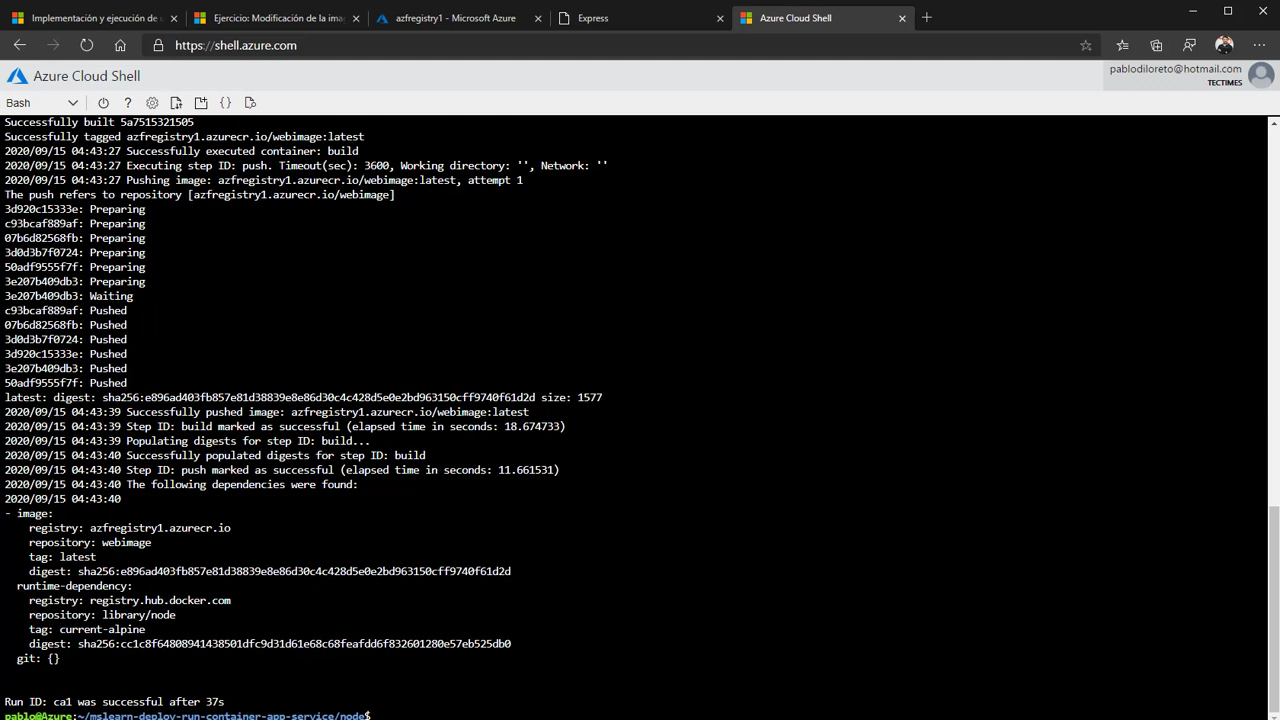 Implementación y ejecución de u
Ejercicio: Modificación de la ima
azfregistry1 - Microsoft Azure
Express
Azure Cloud Shell
https://shell.azure.com
Azure Cloud Shell
pablodiloreto@hotmail.com
TECTIMES
Bash
Successfully built 5a7515321505
Successfully tagged azfregistry1.azurecr.io/webimage:latest
2020/09/15 04:43:27 Successfully executed container: build
2020/09/15 04:43:27 Executing step ID: push. Timeout(sec): 3600, Working directory: '', Network: ''
2020/09/15 04:43:27 Pushing image: azfregistry1.azurecr.io/webimage:latest, attempt 1
The push refers to repository [azfregistry1.azurecr.io/webimage]
3d920c15333e: Preparing
c93bcaf889af: Preparing
07b6d82568fb: Preparing
3d0d3b7f0724: Preparing
50adf9555f7f: Preparing
3e207b409db3: Preparing
3e207b409db3: Waiting
c93bcaf889af: Pushed
07b6d82568fb: Pushed
3d0d3b7f0724: Pushed
3d920c15333e: Pushed
3e207b409db3: Pushed
50adf9555f7f: Pushed
latest: digest: sha256:e896ad403fb857e81d38839e8e86d30c4c428d5e0e2bd963150cff9740f61d2d size: 1577
2020/09/15 04:43:39 Successfully pushed image: azfregistry1.azurecr.io/webimage:latest
2020/09/15 04:43:39 Step ID: build marked as successful (elapsed time in seconds: 18.674733)
2020/09/15 04:43:39 Populating digests for step ID: build...
2020/09/15 04:43:40 Successfully populated digests for step ID: build
2020/09/15 04:43:40 Step ID: push marked as successful (elapsed time in seconds: 11.661531)
2020/09/15 04:43:40 The following dependencies were found:
2020/09/15 04:43:40
- image:
registry: azfregistry1.azurecr.io
repository: webimage
tag: latest
digest: sha256:e896ad403fb857e81d38839e8e86d30c4c428d5e0e2bd963150cff9740f61d2d
runtime-dependency:
registry: registry.hub.docker.com
repository: library/node
tag: current-alpine
digest: sha256:cc1c8f64808941438501dfc9d31d61e68c68feafdd6f832601280e57eb525db0
git: {}
Run ID: ca1 was successful after 37s
pablo@Azure:~/mslearn-deploy-run-container-app-service/node$